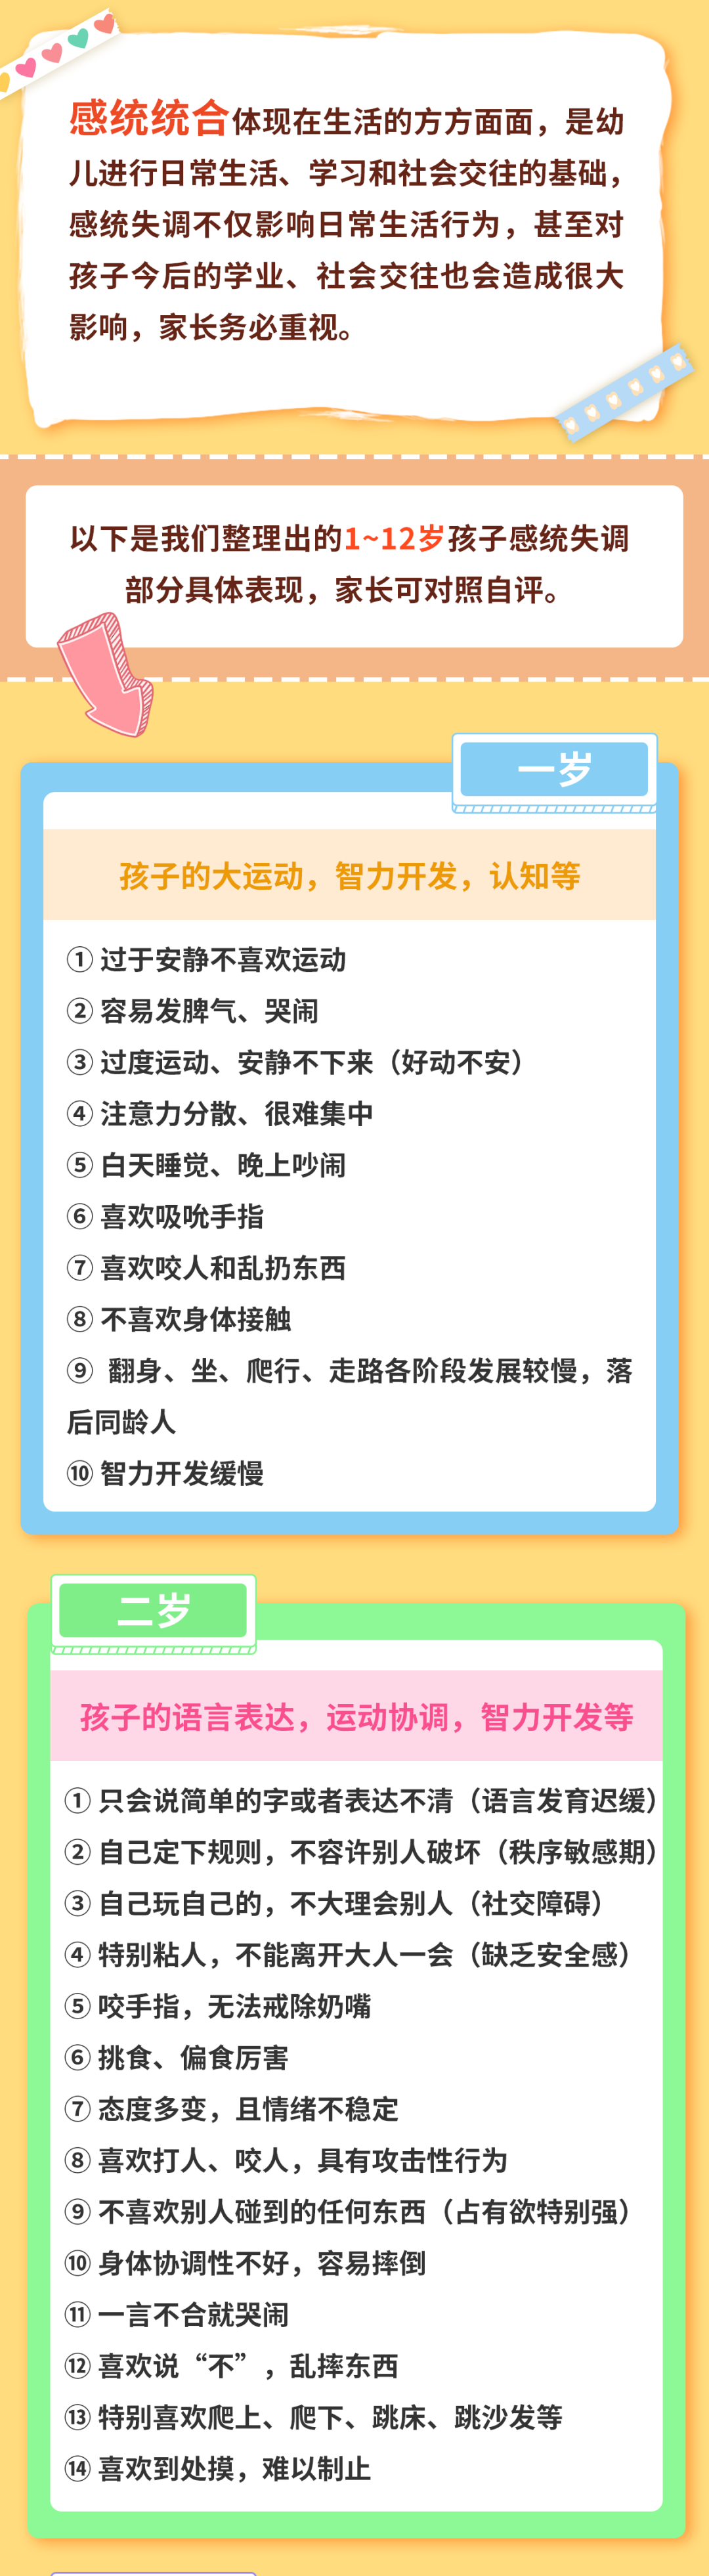 感统统合体现在生活的方方面面，是幼
儿进行日常生活、学习和社会交往的基础，
感统失调不仅影响日常生活行为，甚至对
孩子今后的学业、社会交往也会造成很大
影响，家长务必重视。
以下是我们整理出的1~12岁孩子感统失调
部分具体表现，家长可对照自评。
一岁
孩子的大运动，智力开发，认知等
① 过于安静不喜欢运动
② 容易发脾气、哭闹
③ 过度运动、安静不下来（好动不安）
④ 注意力分散、很难集中
⑤ 白天睡觉、晚上吵闹
⑥ 喜欢吸吮手指
⑦ 喜欢咬人和乱扔东西
⑧ 不喜欢身体接触
⑨ 翻身、坐、爬行、走路各阶段发展较慢，落
后同龄人
⑩ 智力开发缓慢
二岁
孩子的语言表达，运动协调，智力开发等
① 只会说简单的字或者表达不清（语言发育迟缓）
② 自己定下规则，不容许别人破坏（秩序敏感期）
③ 自己玩自己的，不大理会别人（社交障碍）
④ 特别粘人，不能离开大人一会（缺乏安全感）
⑤ 咬手指，无法戒除奶嘴
⑥ 挑食、偏食厉害
⑦ 态度多变，且情绪不稳定
⑧ 喜欢打人、咬人，具有攻击性行为
⑨ 不喜欢别人碰到的任何东西（占有欲特别强）
⑩ 身体协调性不好，容易摔倒
⑪ 一言不合就哭闹
⑫ 喜欢说“不”，乱摔东西
⑬ 特别喜欢爬上、爬下、跳床、跳沙发等
⑭ 喜欢到处摸，难以制止